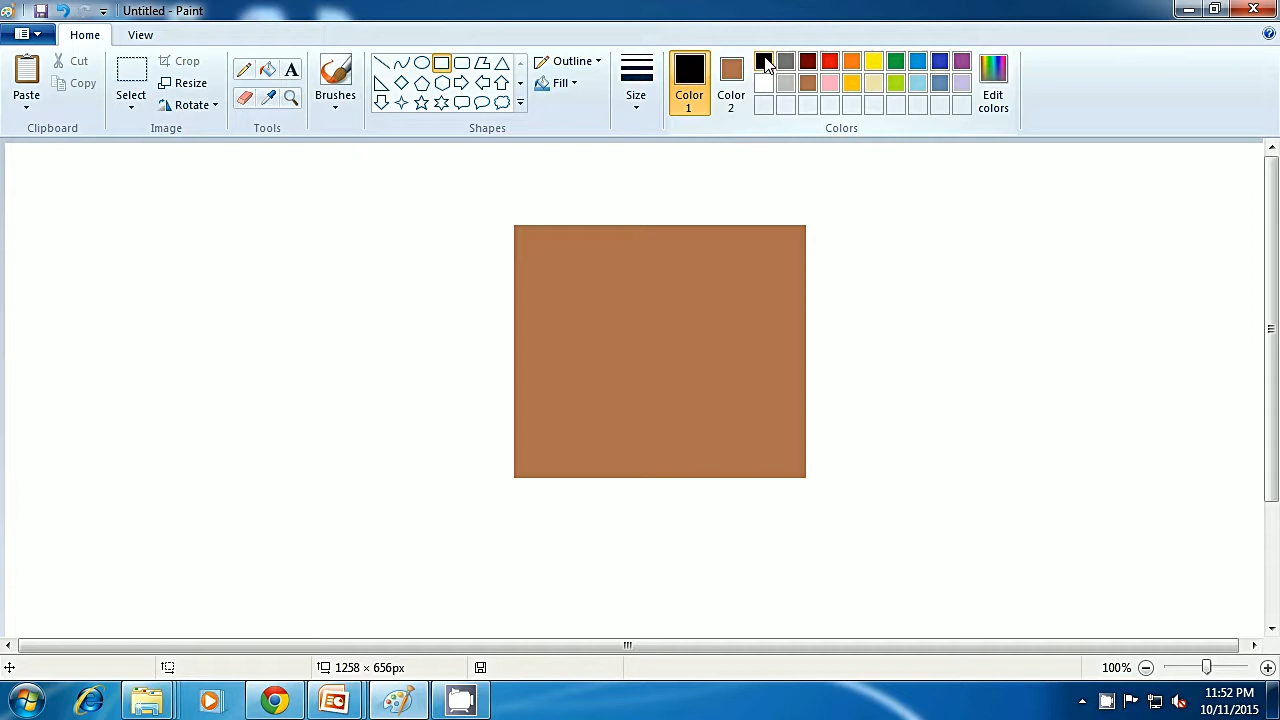 Untitled - Paint
Home View
Paste
Cut
Copy
Clipboard
Select
Crop
Resize
Rotate
Image
A
Tools
Brushes
Outline
Fill
Shapes
Size
Color 1
Color 2
Edit colors
Colors
1258 × 656px
100%
11:52 PM
10/11/2015